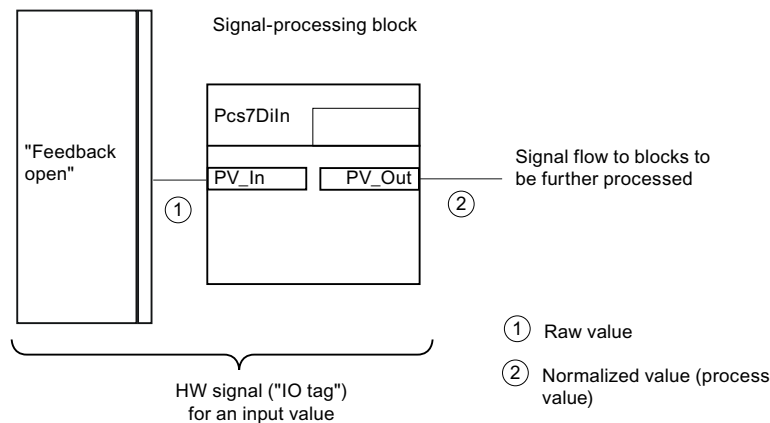 Signal-processing block
Pcs7DiIn
"Feedback
open"
PV_In
PV_Out
Signal flow to blocks to
be further processed
1
2
1 Raw value
2 Normalized value (process
value)
HW signal ("IO tag")
for an input value